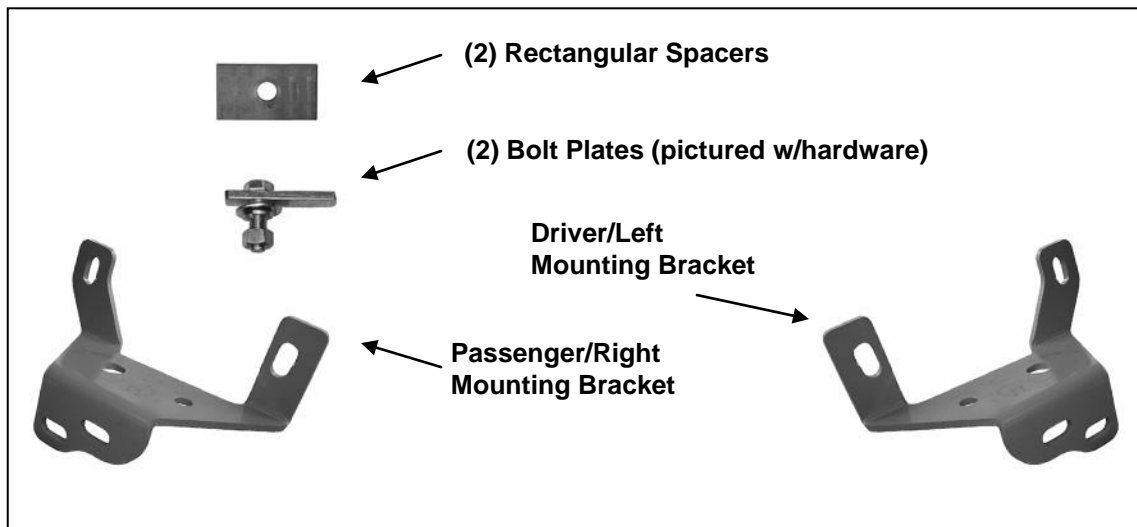 (2) Rectangular Spacers
(2) Bolt Plates (pictured w/hardware)
Driver/Left
Mounting Bracket
Passenger/Right
Mounting Bracket